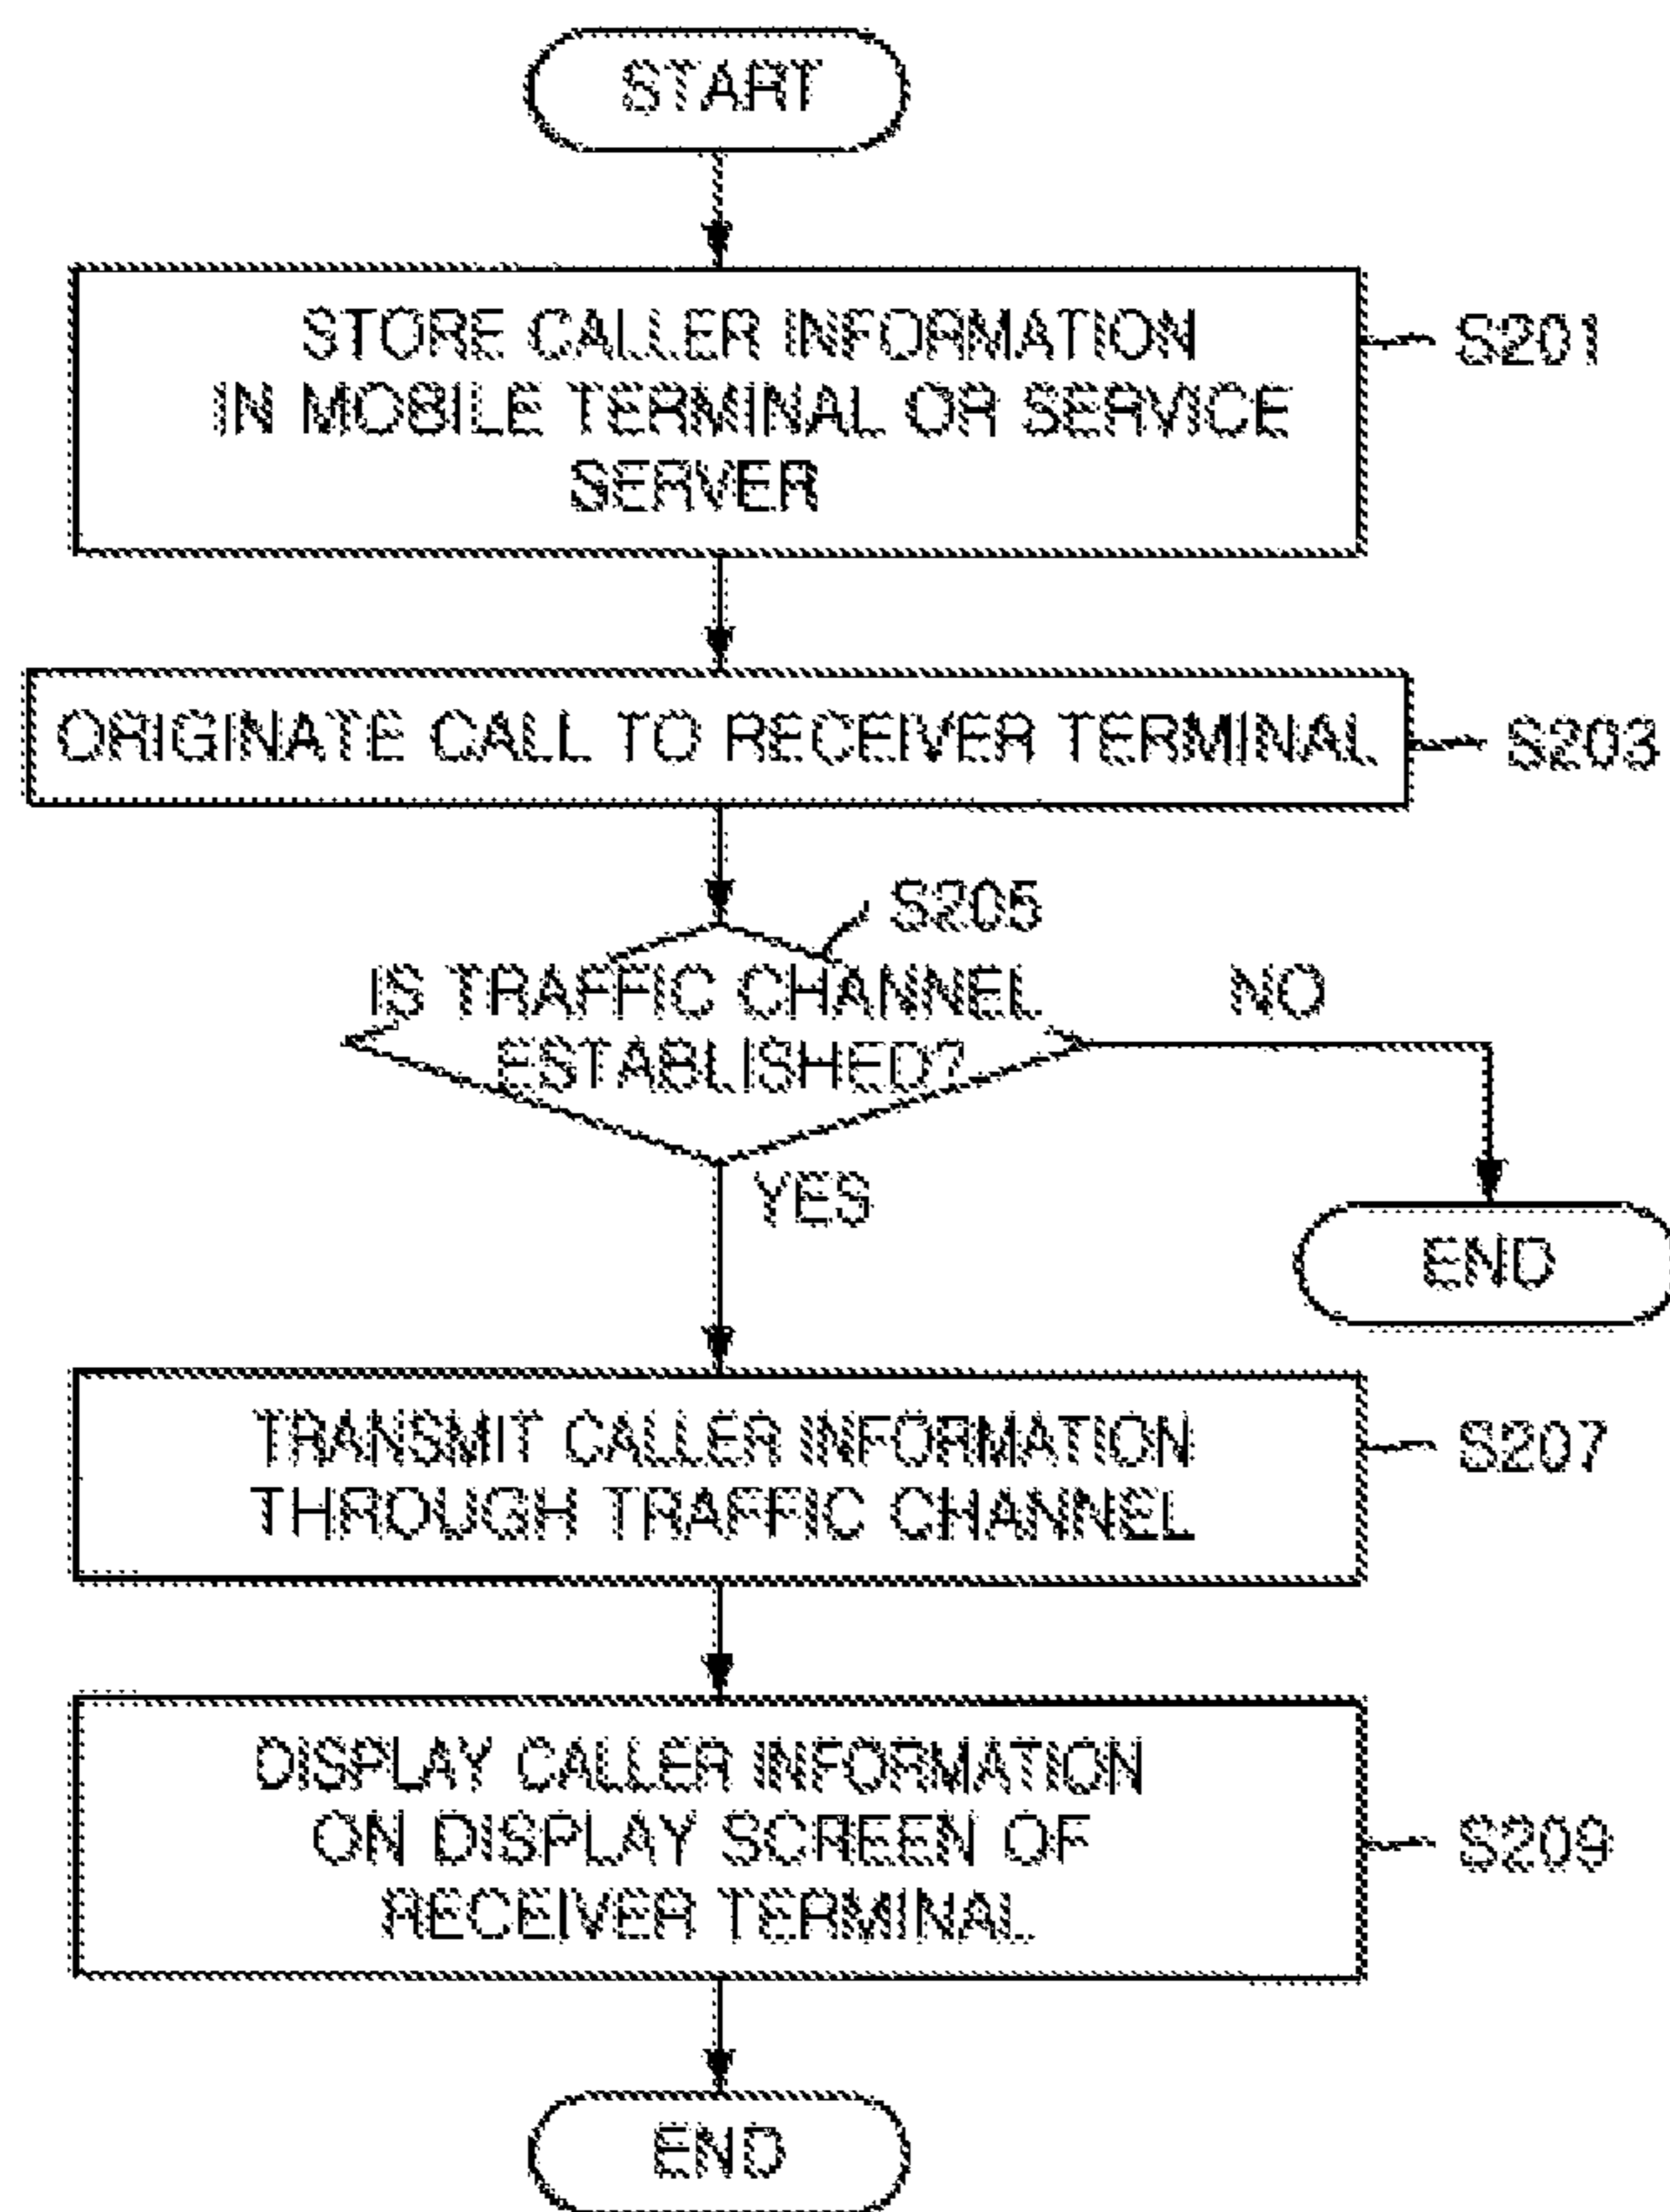 START
STORE CALLER INFORMATION
IN MOBILE TERMINAL OR SERVICE
SERVER
S201
ORIGINATE CALL TO RECEIVER TERMINAL
S203
S205
IS TRAFFIC CHANNEL
ESTABLISHED?
NO
YES
END
TRANSMIT CALLER INFORMATION
THROUGH TRAFFIC CHANNEL
S207
DISPLAY CALLER INFORMATION
ON DISPLAY SCREEN OF
RECEIVER TERMINAL
S209
END